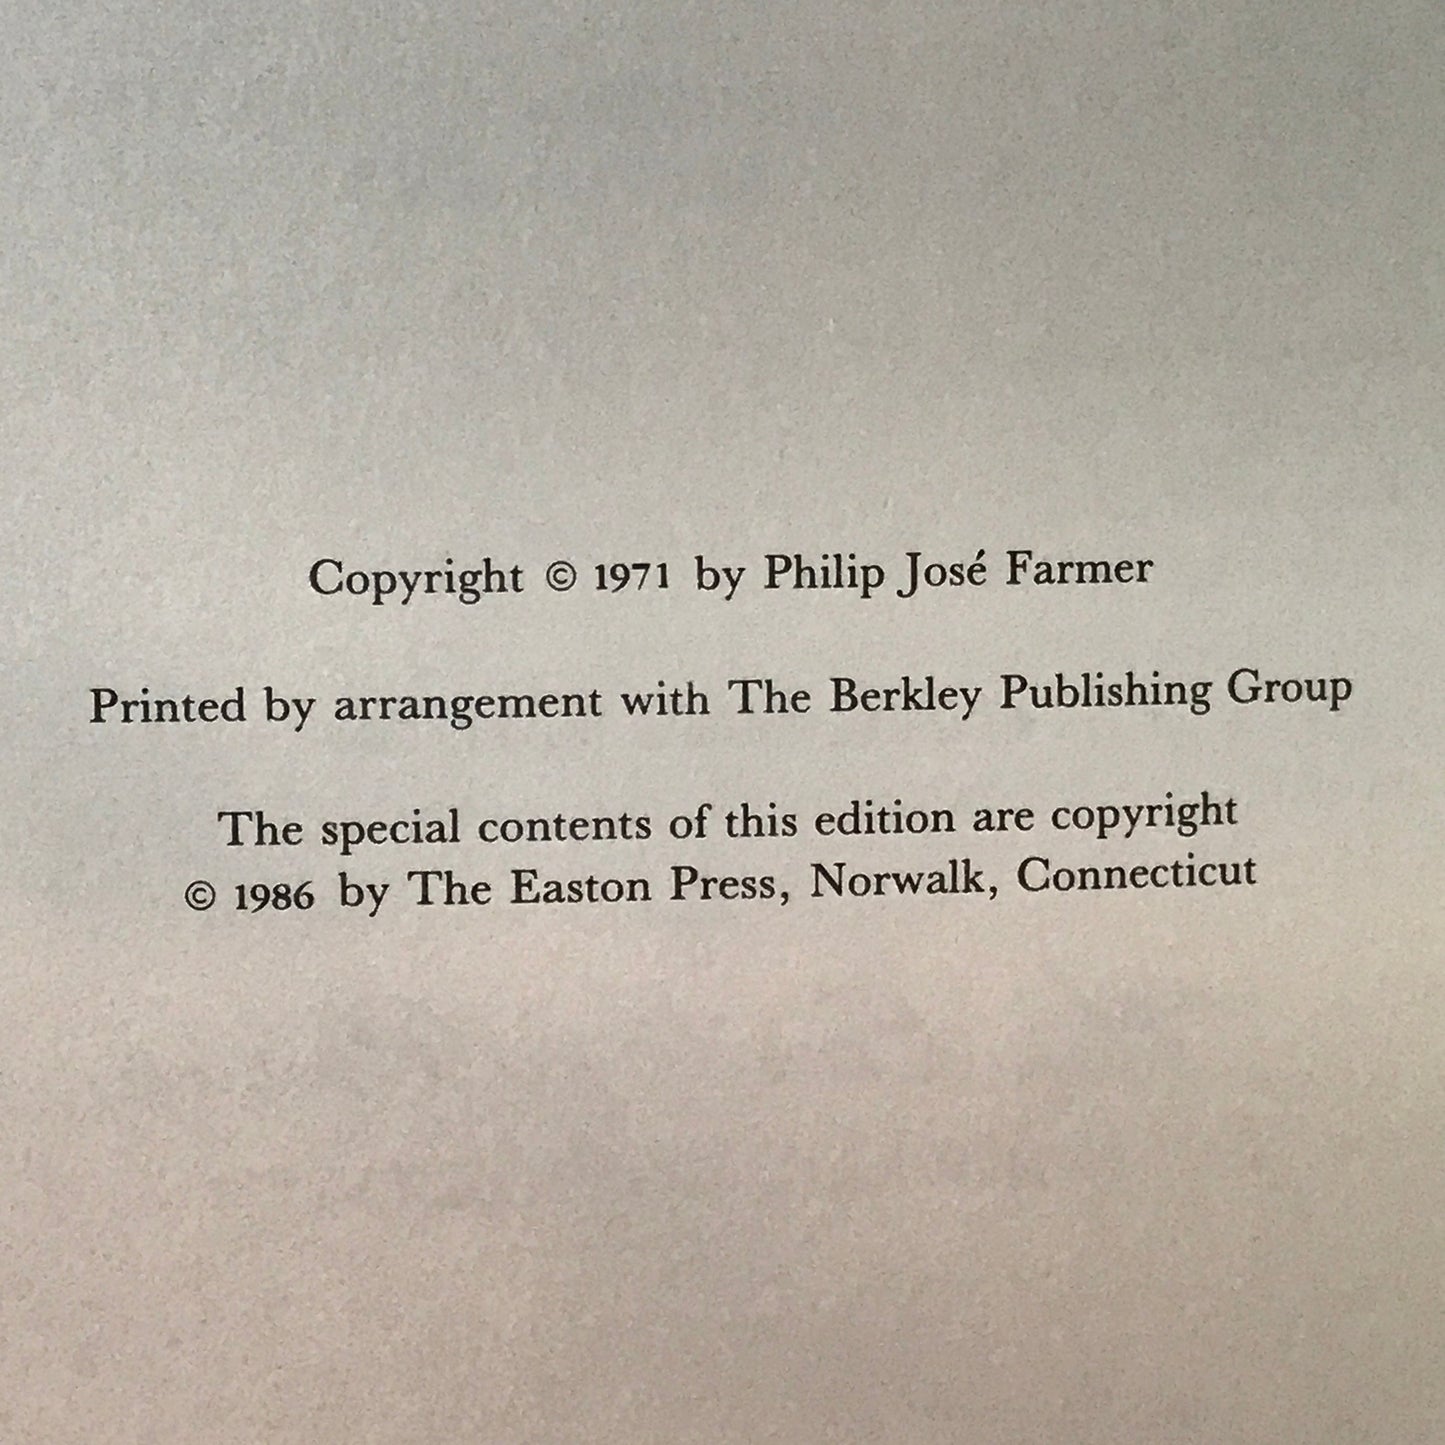 Copyright © 1971 by Philip José Farmer
Printed by arrangement with The Berkley Publishing Group
The special contents of this edition are copyright
© 1986 by The Easton Press, Norwalk, Connecticut